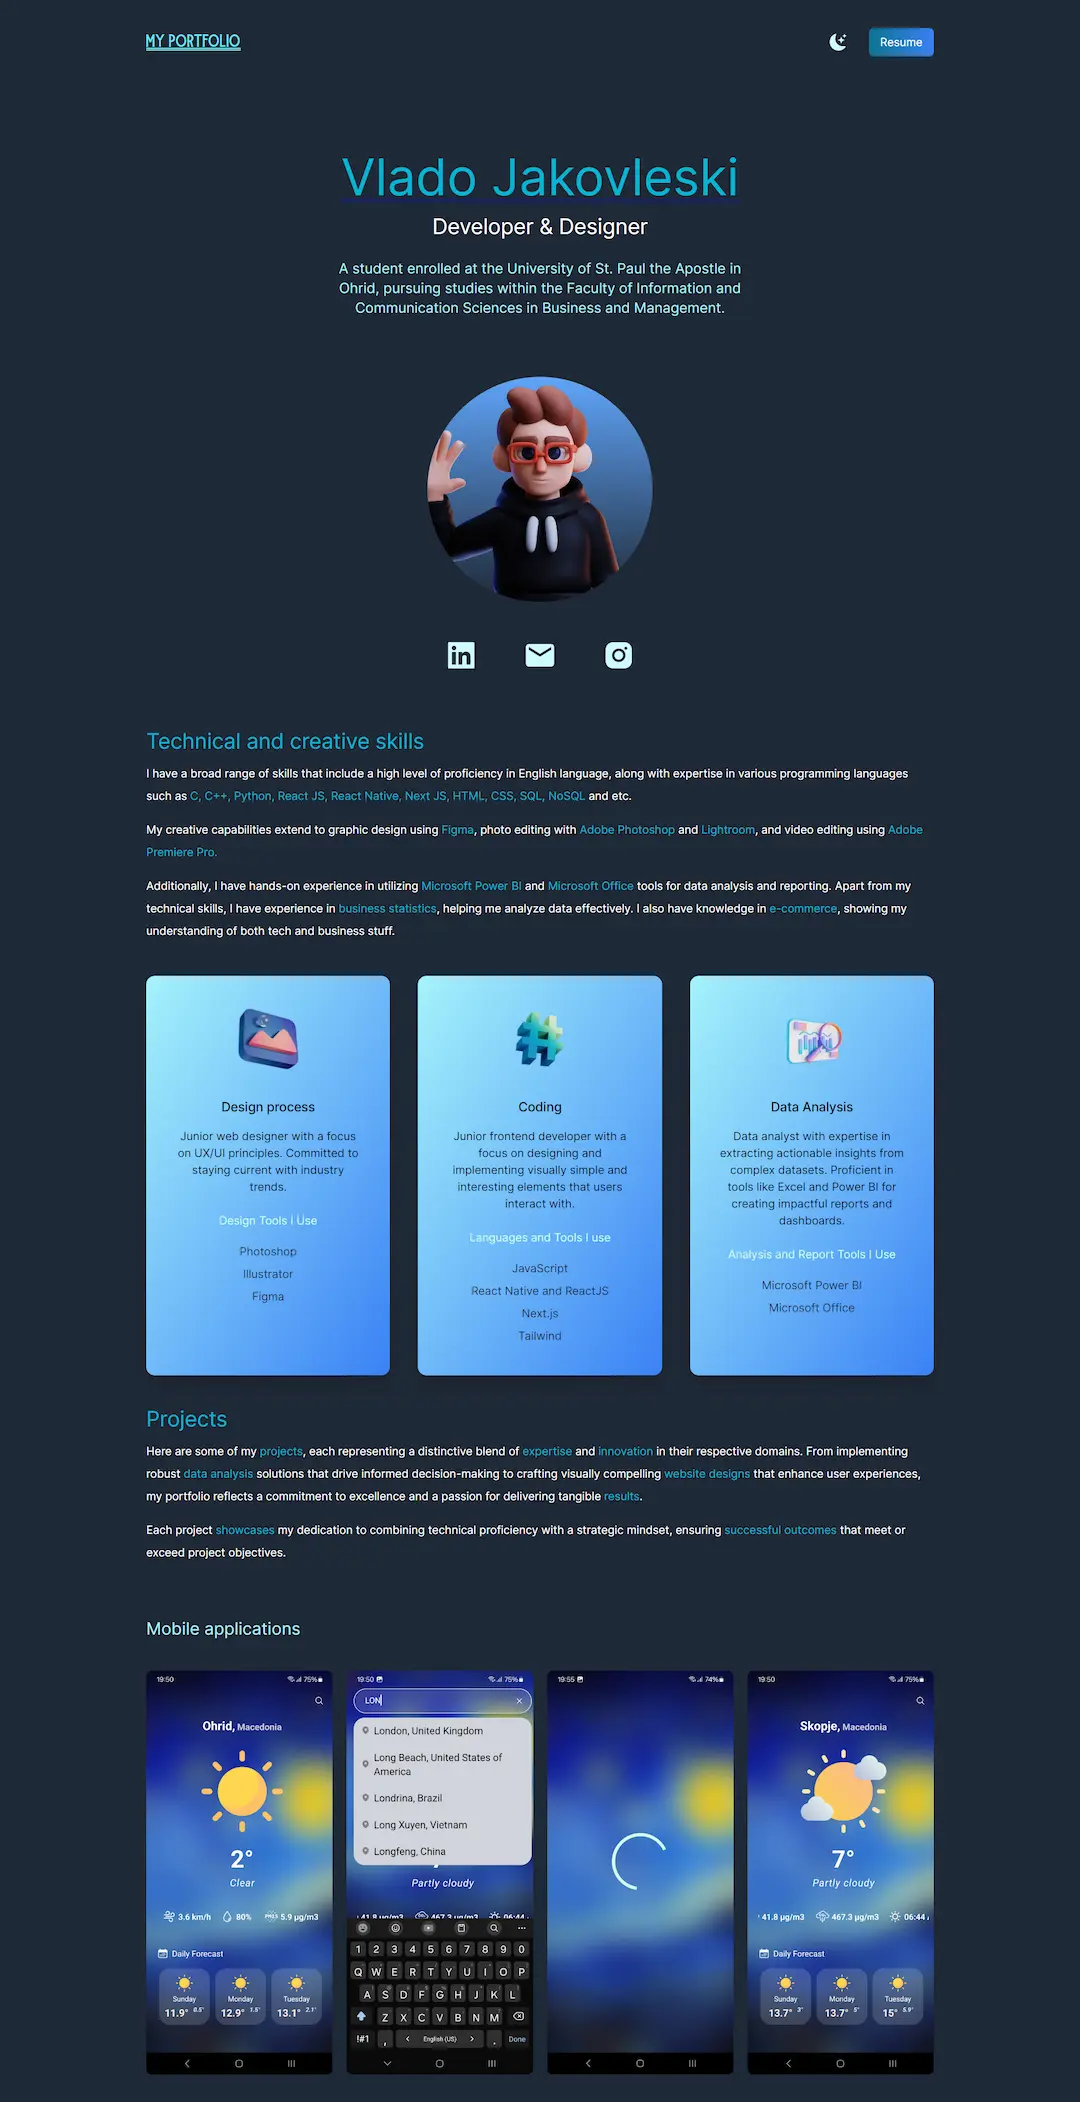 MY PORTFOLIO
Resume
Vlado Jakovleski
Developer & Designer
A student enrolled at the University of St. Paul the Apostle in
Ohrid, pursuing studies within the Faculty of Information and
Communication Sciences in Business and Management.
in
Technical and creative skills
I have a broad range of skills that include a high level of proficiency in English language, along with expertise in various programming languages
such as C, C++, Python, React JS, React Native, Next JS, HTML, CSS, SQL, NoSQL and etc.
My creative capabilities extend to graphic design using Figma, photo editing with Adobe Photoshop and Lightroom, and video editing using Adobe
Premiere Pro.
Additionally, I have hands-on experience in utilizing Microsoft Power BI and Microsoft Office tools for data analysis and reporting. Apart from my
technical skills, I have experience in business statistics, helping me analyze data effectively. I also have knowledge in e-commerce, showing my
understanding of both tech and business stuff.
Design process
Junior web designer with a focus
on UX/UI principles. Committed to
staying current with industry
trends.
Design Tools I Use
Photoshop
Illustrator
Figma
Coding
Junior frontend developer with a
focus on designing and
implementing visually simple and
interesting elements that users
interact with.
Languages and Tools I use
JavaScript
React Native and ReactJS
Next.js
Tailwind
Data Analysis
Data analyst with expertise in
extracting actionable insights from
complex datasets. Proficient in
tools like Excel and Power BI for
creating impactful reports and
dashboards.
Analysis and Report Tools I Use
Microsoft Power BI
Microsoft Office
Projects
Here are some of my projects, each representing a distinctive blend of expertise and innovation in their respective domains. From implementing
robust data analysis solutions that drive informed decision-making to crafting visually compelling website designs that enhance user experiences,
my portfolio reflects a commitment to excellence and a passion for delivering tangible results.
Each project showcases my dedication to combining technical proficiency with a strategic mindset, ensuring successful outcomes that meet or
exceed project objectives.
Mobile applications
19:50 75%
Ohrid, Macedonia
2°
Clear
3.6 km/h 80% PM2.5 5.9 µg/m3
Daily Forecast
Sunday Monday Tuesday
11.9° 0.5° 12.9° 1.5° 13.1° 2.1°
19:50 75%
LON
London, United Kingdom
Long Beach, United States of
America
Londrina, Brazil
Long Xuyen, Vietnam
Longfeng, China
Partly cloudy
41.8 µg/m3 467.3 µg/m3 06:44
1 2 3 4 5 6 7 8 9 0
Q W E R T Y U I O P
A S D F G H J K L
Z X C V B N M
!#1 , < English (US) > . Done
19:55 74%
19:50 75%
Skopje, Macedonia
7°
Partly cloudy
41.8 µg/m3 467.3 µg/m3 06:44
Daily Forecast
Sunday Monday Tuesday
13.7° 3° 13.7° 5° 15° 5.9°